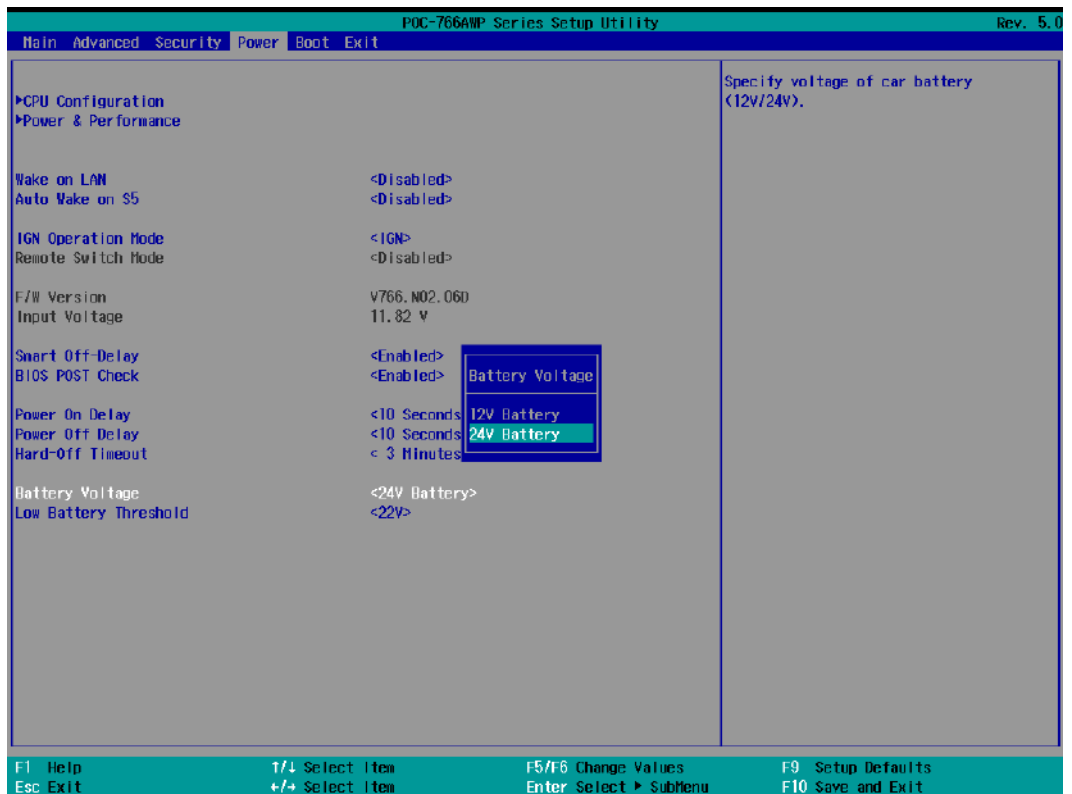 POC-766AWP Series Setup Utility Rev. 5.0
Main Advanced Security Power Boot Exit
Specify voltage of car battery
(12V/24V).
▶CPU Configuration
▶Power & Performance
Wake on LAN <Disabled>
Auto Wake on S5 <Disabled>
IGN Operation Mode <IGN>
Remote Switch Mode <Disabled>
F/W Version V766.N02.06D
Input Voltage 11.82 V
Smart Off-Delay <Enabled>
BIOS POST Check <Enabled>
Battery Voltage
12V Battery
24V Battery
Power On Delay <10 Seconds
Power Off Delay <10 Seconds
Hard-Off Timeout < 3 Minutes
Battery Voltage <24V Battery>
Low Battery Threshold <22V>
F1 Help ↑/↓ Select Item F5/F6 Change Values F9 Setup Defaults
Esc Exit ←/→ Select Item Enter Select ▶ SubMenu F10 Save and Exit